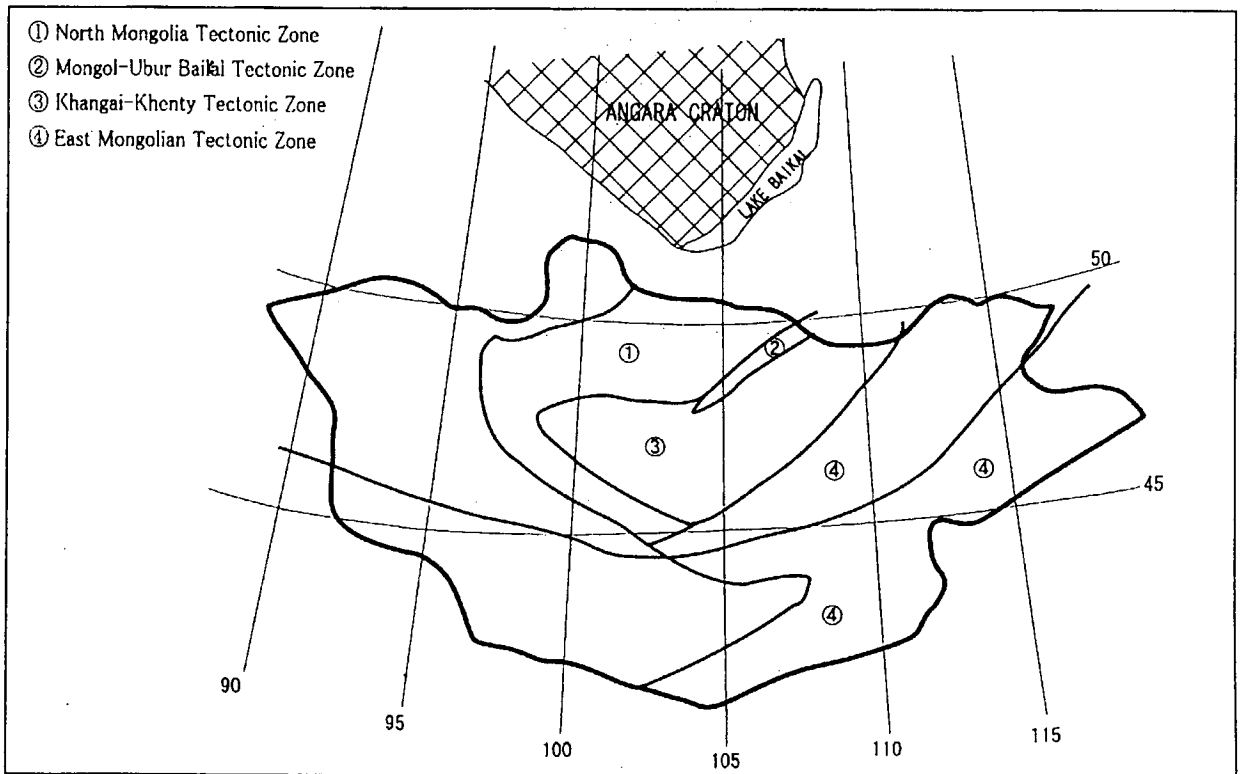 ① North Mongolia Tectonic Zone
② Mongol-Ubur Baikal Tectonic Zone
③ Khangai-Khenty Tectonic Zone
④ East Mongolian Tectonic Zone
ANGARA CRATON
LAKE BAIKAL
50
①
②
③
④
④
45
④
90
95
100
105
110
115